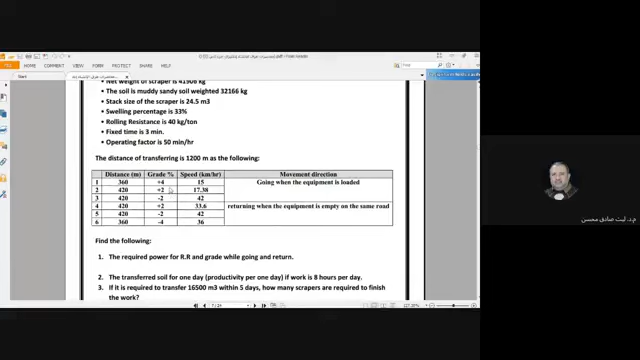 FILE HOME VIEW FORM PROTECT SHARE HELP
Find
Start
• Net weight of scraper is 41906 kg
• The soil is muddy sandy soil weighted 32166 kg
• Stack size of the scraper is 24.5 m3
• Swelling percentage is 33%
• Rolling Resistance is 40 kg/ton
• Fixed time is 3 min.
• Operating factor is 50 min/hr
The distance of transferring is 1200 m as the following:
Distance (m) Grade % Speed (km/hr) Movement direction
1 360 +4 15 Going when the equipment is loaded
2 420 +2 17.38
3 420 -2 42
4 420 +2 33.6 returning when the equipment is empty on the same road
5 420 -2 42
6 360 -4 36
Find the following:
1. The required power for R.R and grade while going and return.
2. The transferred soil for one day (productivity per one day) if work is 8 hours per day.
3. If it is required to transfer 16500 m3 within 5 days, how many scrapers are required to finish
the work?
م.د. ليث صادق محسن